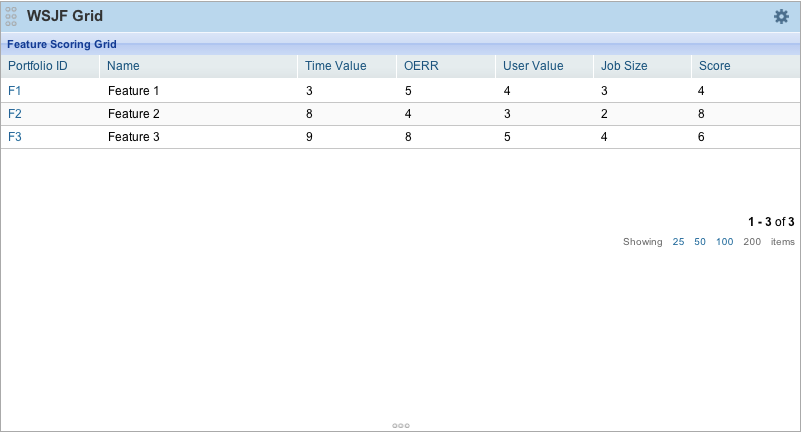 WSJF Grid
Feature Scoring Grid
Portfolio ID Name Time Value OERR User Value Job Size Score
F1 Feature 1 3 5 4 3 4
F2 Feature 2 8 4 3 2 8
F3 Feature 3 9 8 5 4 6
1 - 3 of 3
Showing 25 50 100 200 items